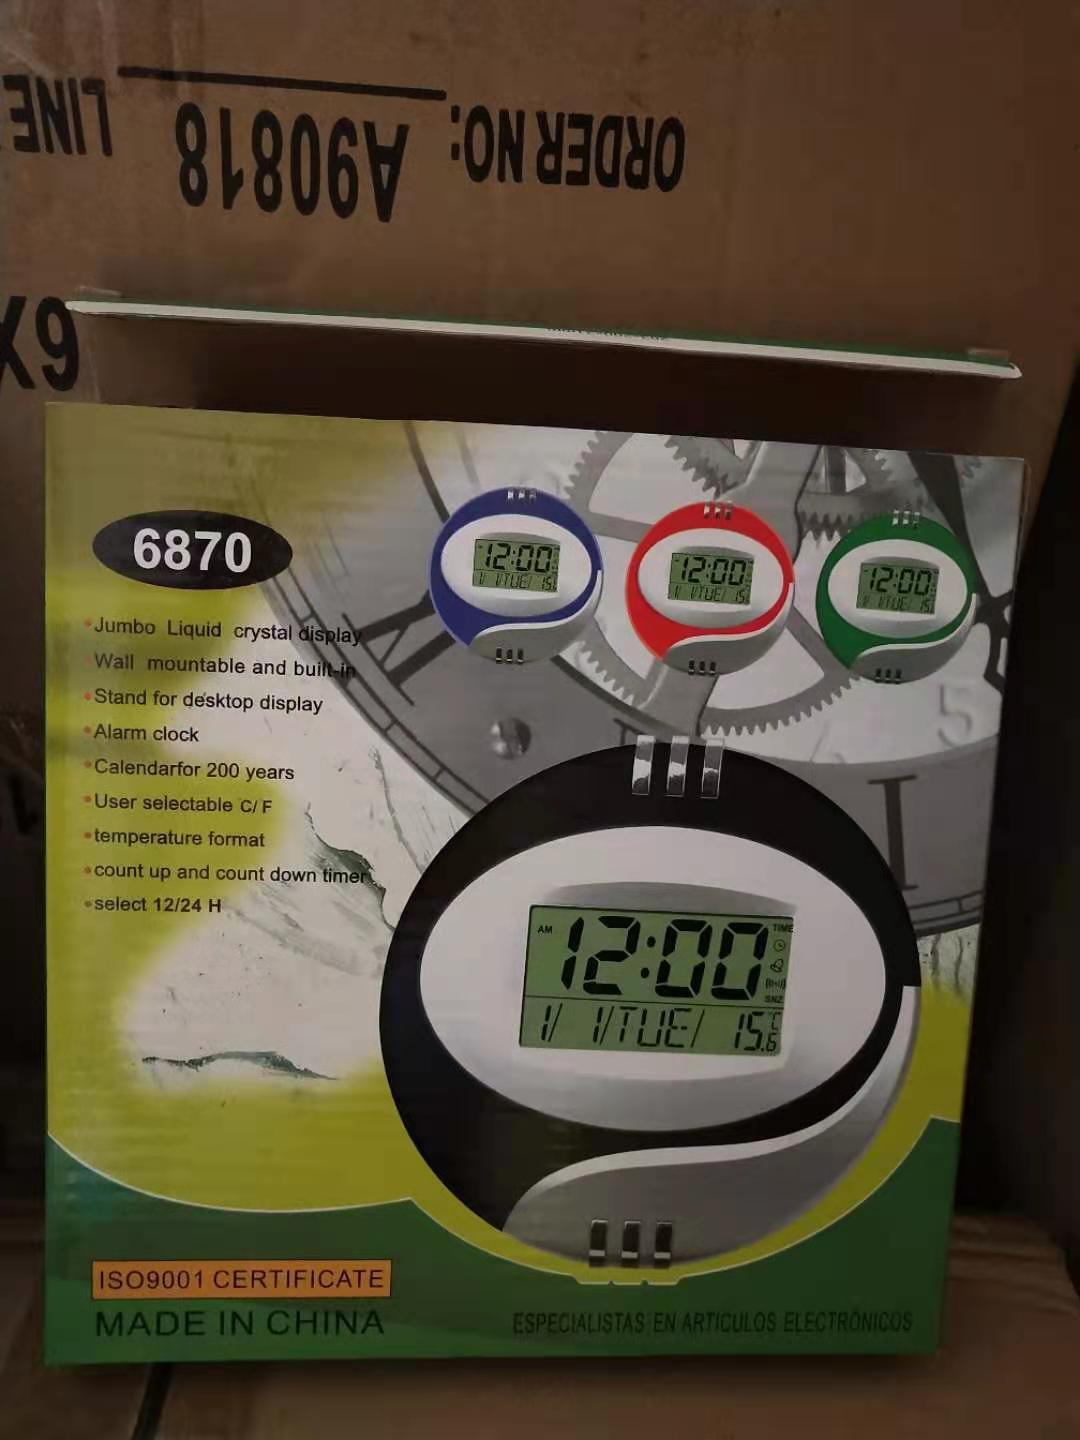 LINE
ORDER NO: A90818
6X
6870
Jumbo Liquid crystal display
Wall mountable and built-in
Stand for desktop display
Alarm clock
Calendarfor 200 years
User selectable C/F
temperature format
count up and count down timer
select 12/24 H
12:00
1/ 1/TUE/ 15
12:00
1/ 1/TUE/ 15
12:00
1/ 1/TUE/ 15
AM 12:00 TIME
SNZ
1/ 1/TUE/ 15.6 °C
ISO9001 CERTIFICATE
MADE IN CHINA
ESPECIALISTAS EN ARTICULOS ELECTRÓNICOS